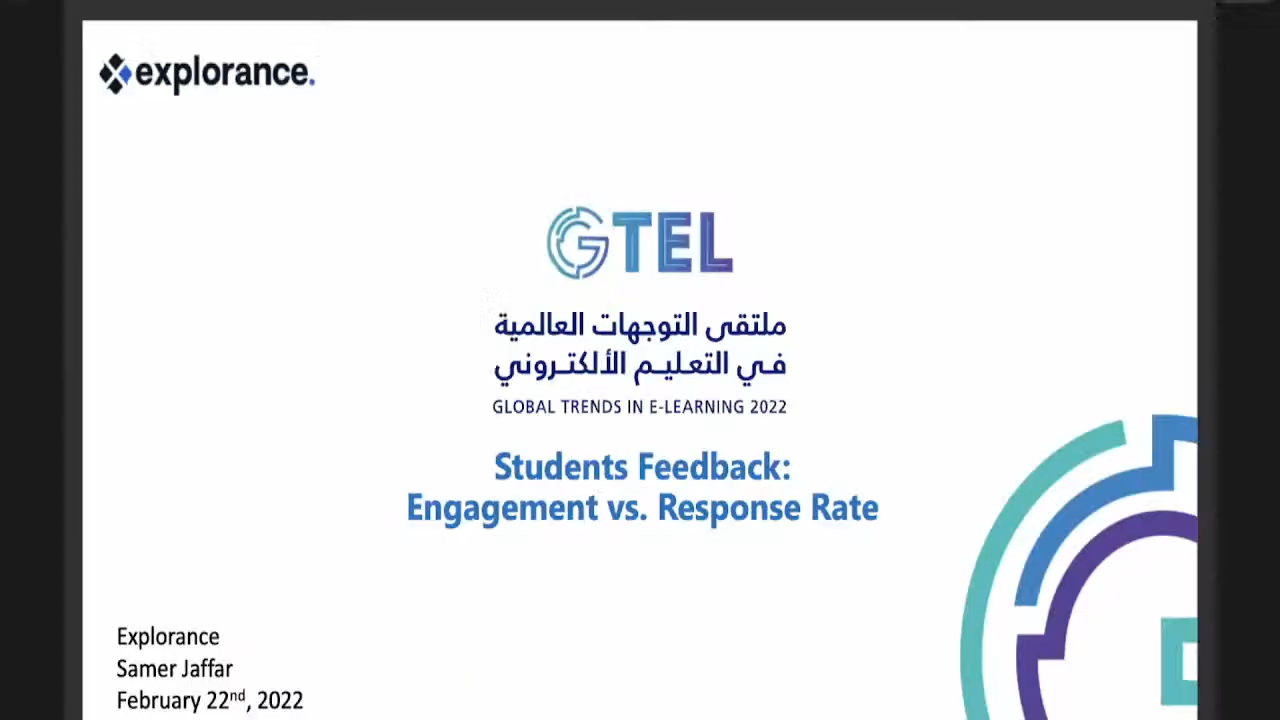 explorance.
GTEL
ملتقى التوجهات العالمية
في التعليم الألكتروني
GLOBAL TRENDS IN E-LEARNING 2022
Students Feedback:
Engagement vs. Response Rate
Explorance
Samer Jaffar
February 22nd, 2022